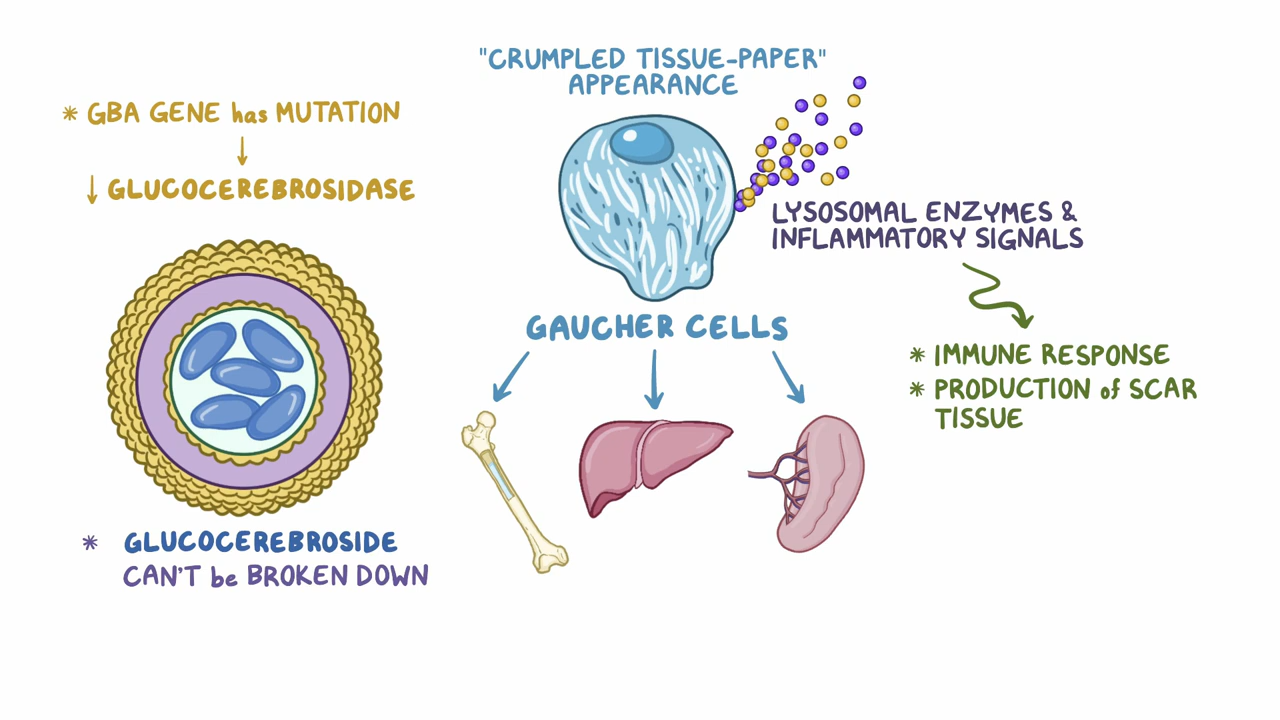 * GBA GENE has MUTATION
↓
↓ GLUCOCEREBROSIDASE
* GLUCOCEREBROSIDE
CAN'T be BROKEN DOWN
"CRUMPLED TISSUE-PAPER"
APPEARANCE
LYSOSOMAL ENZYMES &
INFLAMMATORY SIGNALS
GAUCHER CELLS
* IMMUNE RESPONSE
* PRODUCTION of SCAR
TISSUE